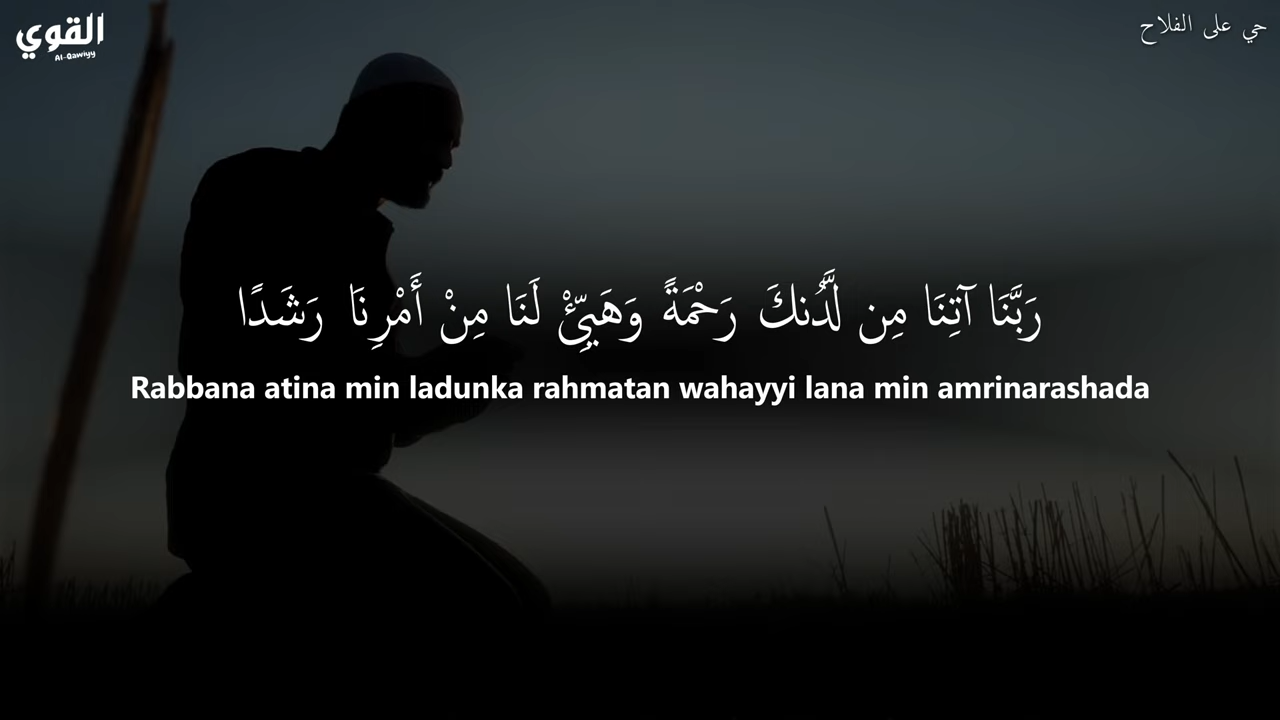 القوي
Al-Qawiyy
حي على الفلاح
رَبَّنَا آتِنَا مِن لَّدُنكَ رَحْمَةً وَهَيِّئْ لَنَا مِنْ أَمْرِنَا رَشَدًا
Rabbana atina min ladunka rahmatan wahayyi lana min amrinarashada